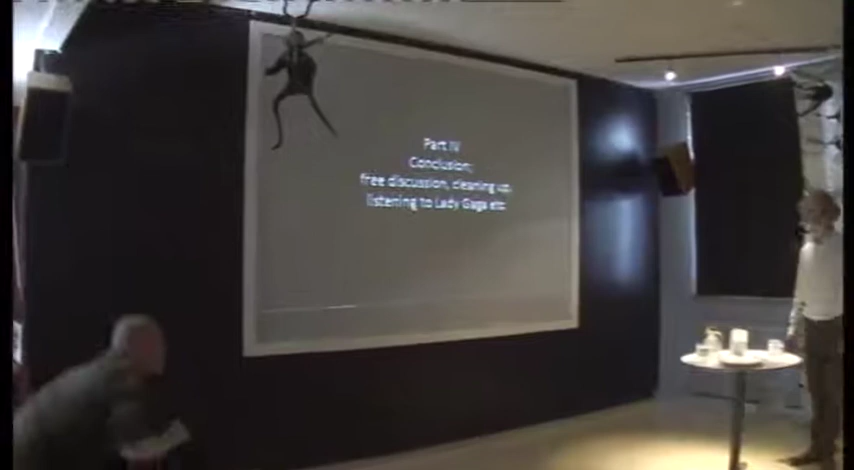 Part IV
Conclusion;
free discussion, cleaning up,
listening to Lady Gaga etc